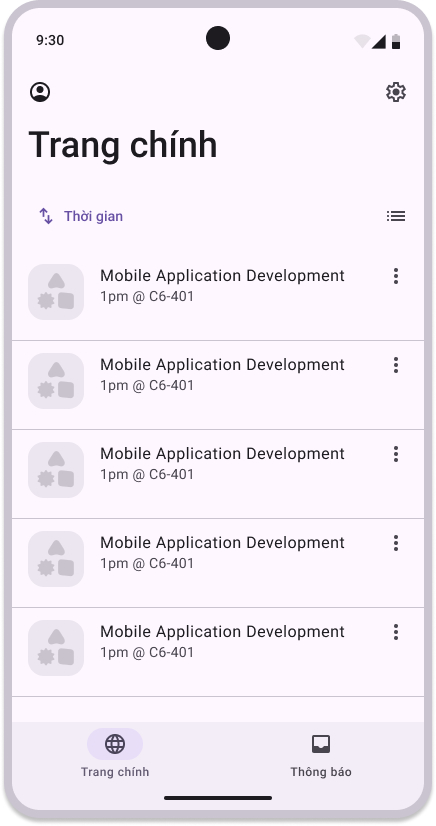 9:30
Trang chính
Thời gian
Mobile Application Development
1pm @ C6-401
Mobile Application Development
1pm @ C6-401
Mobile Application Development
1pm @ C6-401
Mobile Application Development
1pm @ C6-401
Mobile Application Development
1pm @ C6-401
Trang chính
Thông báo